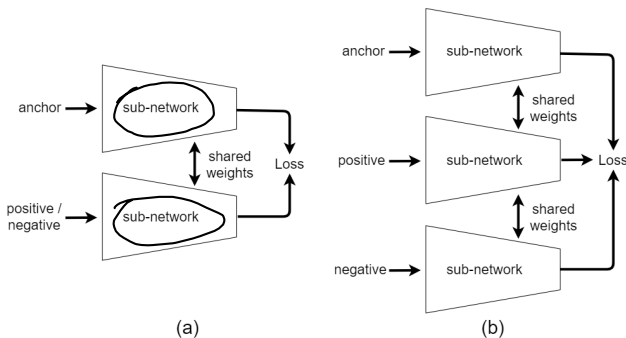 anchor
sub-network
shared
weights
Loss
positive /
negative
sub-network
(a)
anchor
sub-network
shared
weights
positive
sub-network
Loss
shared
weights
negative
sub-network
(b)